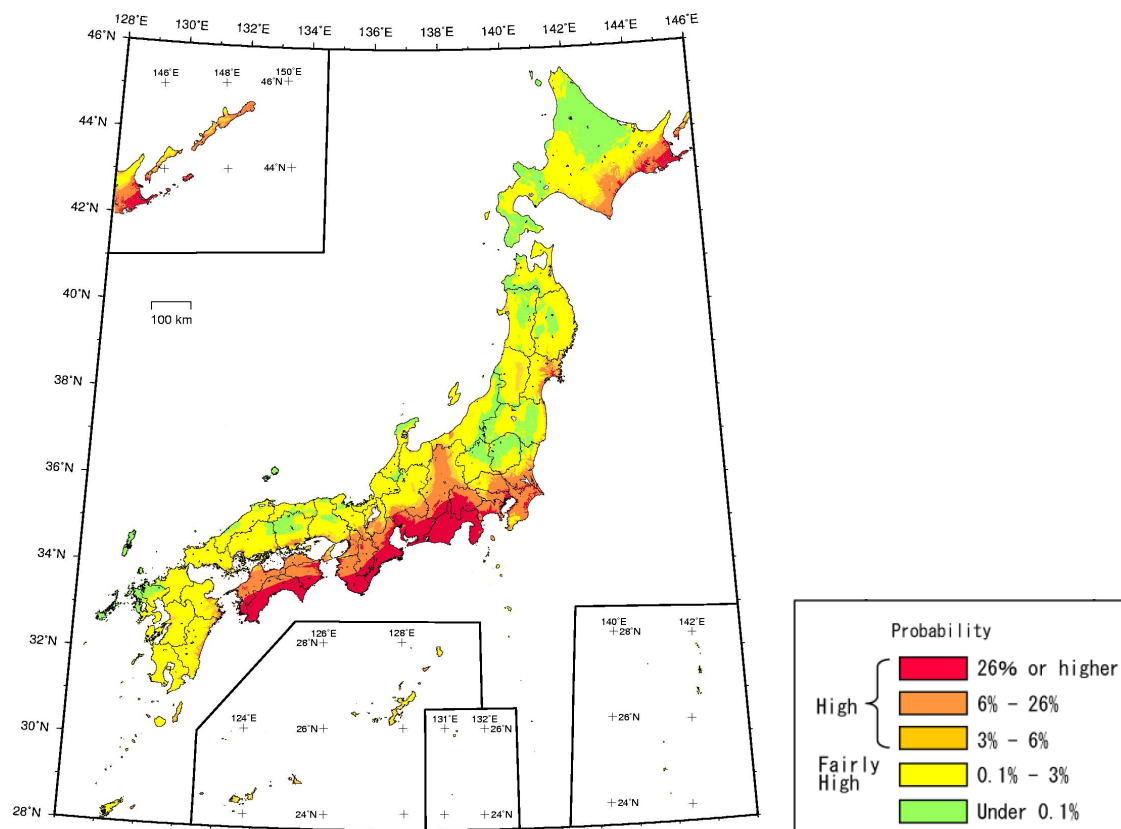 128°E 130°E 132°E 134°E 136°E 138°E 140°E 142°E 144°E 146°E
46°N
146°E 148°E 150°E
46°N
44°N
44°N
42°N
40°N
100 km
38°N
36°N
34°N
32°N
126°E 128°E
28°N
140°E 142°E
28°N
30°N
124°E
26°N
131°E 132°E
26°N
26°N
28°N
24°N
24°N
24°N
Probability
High
26% or higher
6% - 26%
3% - 6%
Fairly
High
0.1% - 3%
Under 0.1%